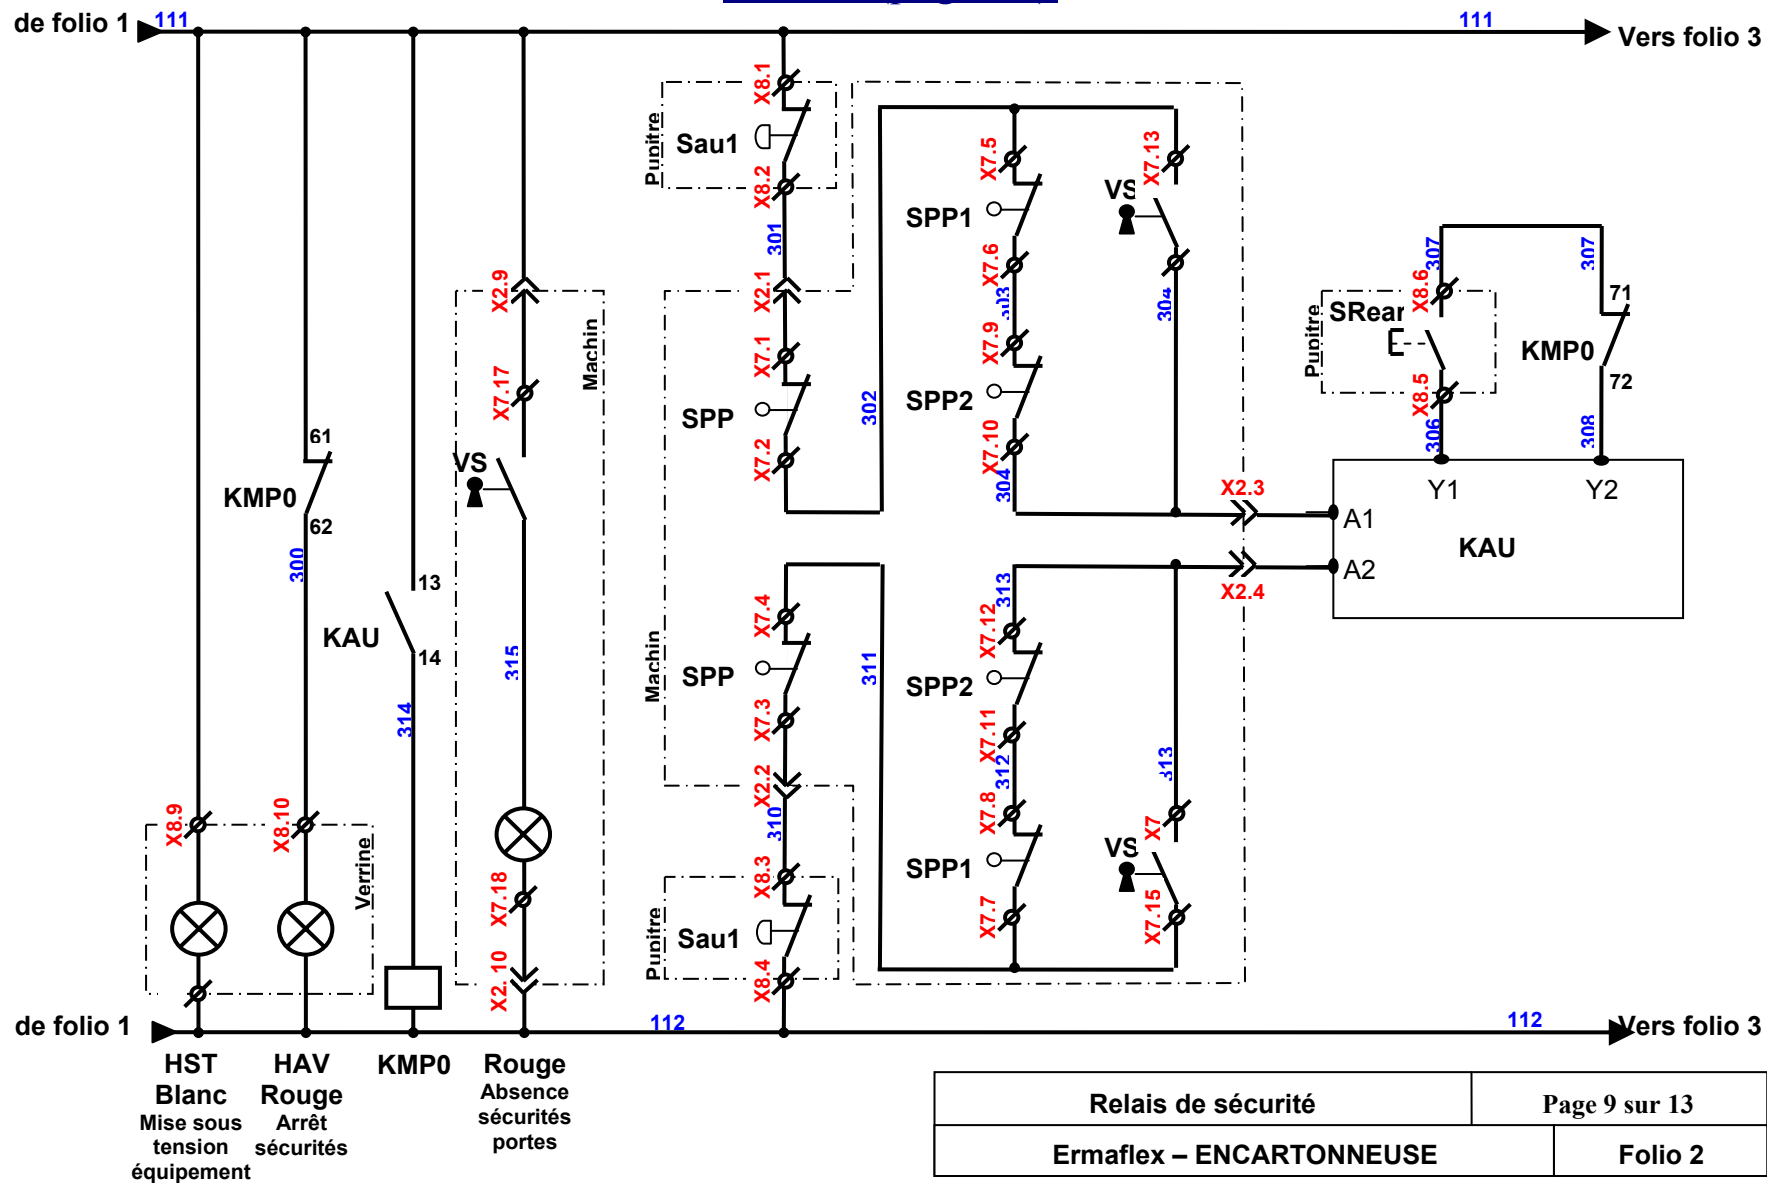 de folio 1
111
111
Vers folio 3
X8.1
Pupitre
Sau1
X8.2
301
X2.9
X2.1
Machin
X7.17
X7.1
SPP
X7.2
302
X7.5
SPP1
X7.6
303
X7.9
SPP2
X7.10
304
X7.13
VS
304
307
307
X8.6
Pupitre
SRear
X8.5
306
71
KMP0
72
308
61
KMP0
62
300
VS
13
KAU
14
314
315
X2.3
X2.4
Y1
Y2
A1
A2
KAU
X7.4
Machin
SPP
X7.3
X2.2
310
311
313
X7.12
SPP2
X7.11
312
X7.8
SPP1
X7.7
313
X7
VS
X7.15
X8.9
X8.10
Verrine
X7.18
X2.10
X8.3
Pupitre
Sau1
X8.4
de folio 1
112
112
Vers folio 3
HST
Blanc
Mise sous
tension
équipement
HAV
Rouge
Arrêt
sécurités
KMP0
Rouge
Absence
sécurités
portes
Relais de sécurité
Page 9 sur 13
Ermaflex – ENCARTONNEUSE
Folio 2